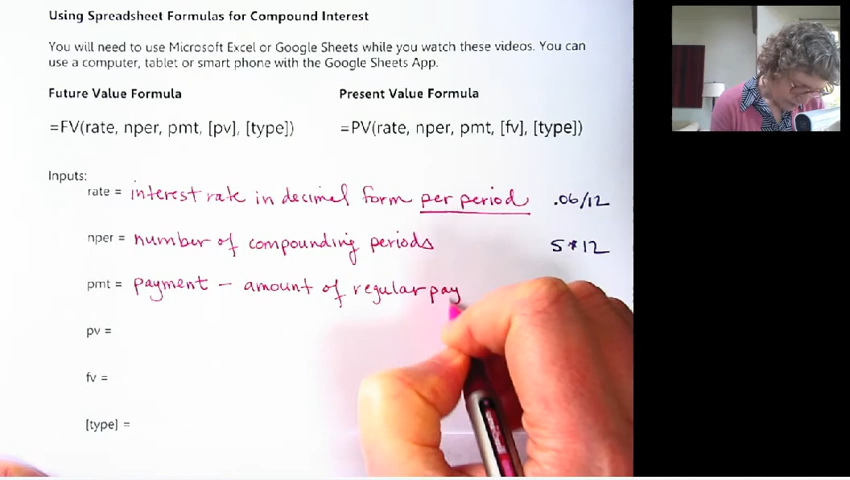 Using Spreadsheet Formulas for Compound Interest
You will need to use Microsoft Excel or Google Sheets while you watch these videos. You can
use a computer, tablet or smart phone with the Google Sheets App.
Future Value Formula
Present Value Formula
=FV(rate, nper, pmt, [pv], [type])
=PV(rate, nper, pmt, [fv], [type])
Inputs:
rate = interest rate in decimal form per period .06/12
nper = number of compounding periods 5*12
pmt = payment - amount of regular pay
pv =
fv =
[type] =